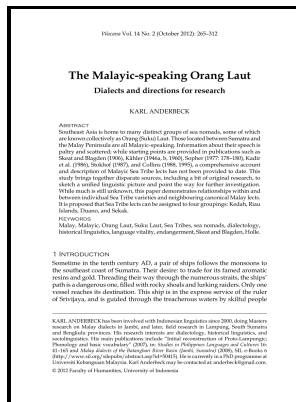 Wacana Vol. 14 No. 2 (October 2012): 265–312
The Malayic-speaking Orang Laut
Dialects and directions for research
KARL ANDERBECK
ABSTRACT
Southeast Asia is home to many distinct groups of sea nomads, some of which
are known collectively as Orang (Suku) Laut. Those located between Sumatra and
the Malay Peninsula are all Malayic-speaking. Information about their speech is
paltry and scattered; while starting points are provided in publications such as
Skeat and Blagden (1906), Kähler (1946a, b, 1960), Sopher (1977: 178–180), Kadir
et al. (1986), Stokhof (1987), and Collins (1988, 1995), a comprehensive account
and description of Malayic Sea Tribe lects has not been provided to date. This
study brings together disparate sources, including a bit of original research, to
sketch a unified linguistic picture and point the way for further investigation.
While much is still unknown, this paper demonstrates relationships within and
between individual Sea Tribe varieties and neighbouring canonical Malay lects.
It is proposed that Sea Tribe lects can be assigned to four groupings: Kedah, Riau
Islands, Duano, and Sekak.
KEYWORDS
Malay, Malayic, Orang Laut, Suku Laut, Sea Tribes, sea nomads, dialectology,
historical linguistics, language vitality, endangerment, Skeat and Blagden, Holle.
1 INTRODUCTION
Sometime in the tenth century AD, a pair of ships follows the monsoons to
the southeast coast of Sumatra. Their desire: to trade for its famed aromatic
resins and gold. Threading their way through the numerous straits, the ships'
path is a dangerous one, filled with rocky shoals and lurking raiders. Only one
vessel reaches its destination. This ship is in the express service of the ruler
of Srivijaya, and is guided through the treacherous waters by skilful people
KARL ANDERBECK has been involved with Indonesian linguistics since 2000, doing Masters
research on Malay dialects in Jambi, and later, field research in Lampung, South Sumatra
and Bengkulu provinces. His research interests are dialectology, historical linguistics, and
sociolinguistics. His main publications include "Initial reconstruction of Proto-Lampungic;
Phonology and basic vocabulary" (2007), in: Studies in Philippine Languages and Cultures 16:
41–165 and Malay dialects of the Batanghari River Basin (Jambi, Sumatra) (2008), SIL e-Books 6
(http://www.sil.org/silepubs/abstract.asp?id=50415). He is currently in a PhD programme at
Universiti Kebangsaan Malaysia. Karl Anderbeck may be contacted at: anderbeck@gmail.com.
© 2012 Faculty of Humanities, University of Indonesia